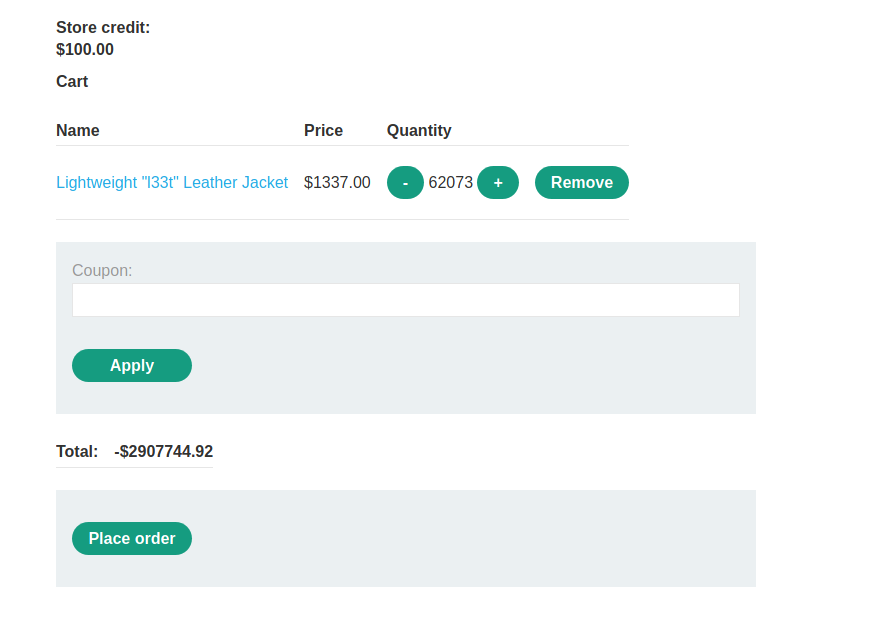 Store credit:
$100.00
Cart
Name Price Quantity
Lightweight "l33t" Leather Jacket $1337.00 - 62073 + Remove
Coupon:
Apply
Total: -$2907744.92
Place order